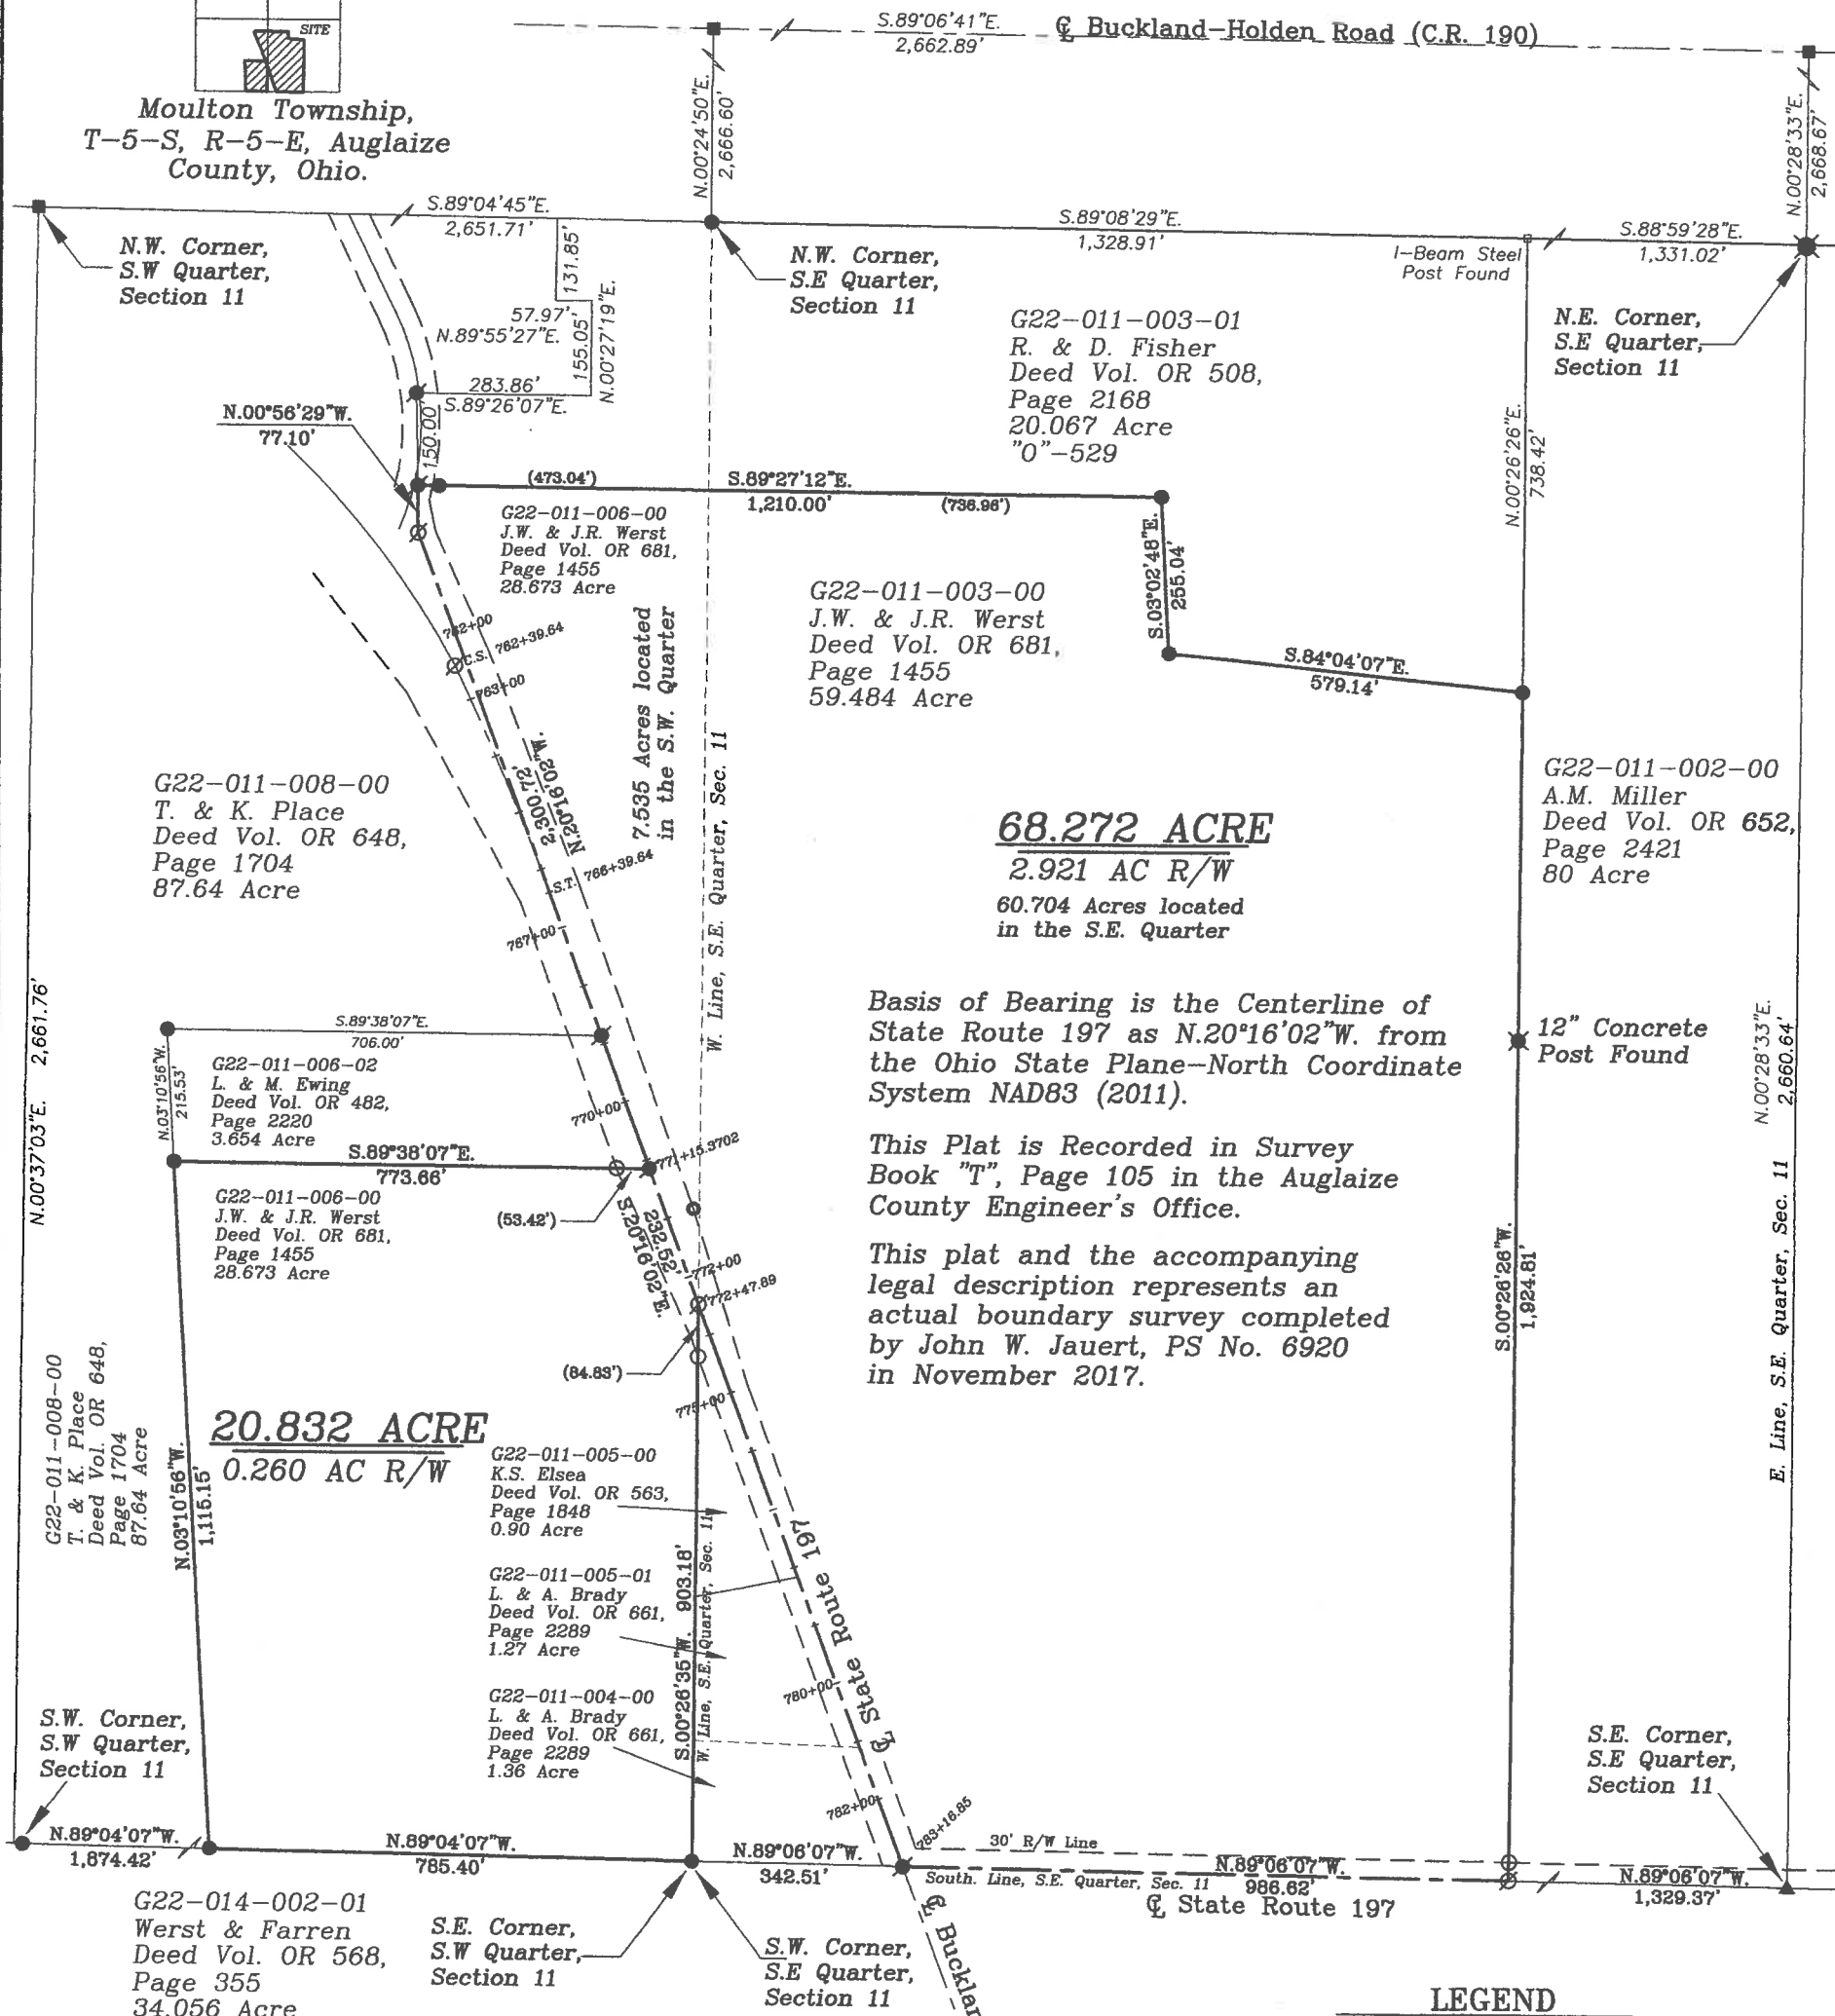 SITE
Moulton Township,
T-5-S, R-5-E, Auglaize
County, Ohio.
S.89°06'41"E.
2,662.89'
℄ Buckland-Holden Road (C.R. 190)
N.00°24'50"E.
2,666.60'
N.00°28'33"E.
2,668.67'
S.89°04'45"E.
2,651.71'
S.89°08'29"E.
1,328.91'
S.88°59'28"E.
1,331.02'
N.W. Corner,
S.W Quarter,
Section 11
N.W. Corner,
S.E Quarter,
Section 11
I-Beam Steel
Post Found
N.E. Corner,
S.E Quarter,
Section 11
131.85'
57.97'
N.89°55'27"E.
155.05'
N.00°27'19"E.
283.86'
S.89°26'07"E.
150.00'
N.00°56'29"W.
77.10'
G22-011-003-01
R. & D. Fisher
Deed Vol. OR 508,
Page 2168
20.067 Acre
"O"-529
N.00°26'26"E.
738.42'
(473.04')
S.89°27'12"E.
1,210.00'
(736.96')
G22-011-006-00
J.W. & J.R. Werst
Deed Vol. OR 681,
Page 1455
28.673 Acre
S.03°02'48"E.
255.04'
G22-011-003-00
J.W. & J.R. Werst
Deed Vol. OR 681,
Page 1455
59.484 Acre
S.84°04'07"E.
579.14'
762+00
C.S. 762+39.64
763+00
7.535 Acres located
in the S.W. Quarter
N.20°16'02"W.
2,300.72'
W. Line, S.E. Quarter, Sec. 11
G22-011-008-00
T. & K. Place
Deed Vol. OR 648,
Page 1704
87.64 Acre
S.T. 766+39.64
767+00
68.272 ACRE
2.921 AC R/W
60.704 Acres located
in the S.E. Quarter
G22-011-002-00
A.M. Miller
Deed Vol. OR 652,
Page 2421
80 Acre
N.00°37'03"E. 2,661.76'
Basis of Bearing is the Centerline of
State Route 197 as N.20°16'02"W. from
the Ohio State Plane-North Coordinate
System NAD83 (2011).
12" Concrete
Post Found
N.00°28'33"E.
2,660.64'
E. Line, S.E. Quarter, Sec. 11
S.89°38'07"E.
706.00'
N.03°10'56"W.
215.53'
G22-011-006-02
L. & M. Ewing
Deed Vol. OR 482,
Page 2220
3.654 Acre
770+00
771+15.3702
S.89°38'07"E.
773.66'
This Plat is Recorded in Survey
Book "T", Page 105 in the Auglaize
County Engineer's Office.
G22-011-006-00
J.W. & J.R. Werst
Deed Vol. OR 681,
Page 1455
28.673 Acre
(53.42')
232.52'
S.20°16'02"E.
772+00
772+47.89
This plat and the accompanying
legal description represents an
actual boundary survey completed
by John W. Jauert, PS No. 6920
in November 2017.
S.00°26'26"W.
1,924.81'
(84.83')
775+00
G22-011-008-00
T. & K. Place
Deed Vol. OR 648,
Page 1704
87.64 Acre
N.03°10'56"W.
1,115.15'
20.832 ACRE
0.260 AC R/W
G22-011-005-00
K.S. Elsea
Deed Vol. OR 563,
Page 1848
0.90 Acre
G22-011-005-01
L. & A. Brady
Deed Vol. OR 661,
Page 2289
1.27 Acre
S.00°26'35"W. 903.18'
W. Line, S.E. Quarter, Sec. 11
℄ State Route 197
780+00
G22-011-004-00
L. & A. Brady
Deed Vol. OR 661,
Page 2289
1.36 Acre
782+00
783+16.85
S.W. Corner,
S.W Quarter,
Section 11
S.E. Corner,
S.E Quarter,
Section 11
N.89°04'07"W.
1,874.42'
N.89°04'07"W.
785.40'
N.89°06'07"W.
342.51'
30' R/W Line
South. Line, S.E. Quarter, Sec. 11
N.89°06'07"W.
986.62'
℄ State Route 197
N.89°06'07"W.
1,329.37'
G22-014-002-01
Werst & Farren
Deed Vol. OR 568,
Page 355
34.056 Acre
S.E. Corner,
S.W Quarter,
Section 11
S.W. Corner,
S.E Quarter,
Section 11
℄ Bucklan
LEGEND